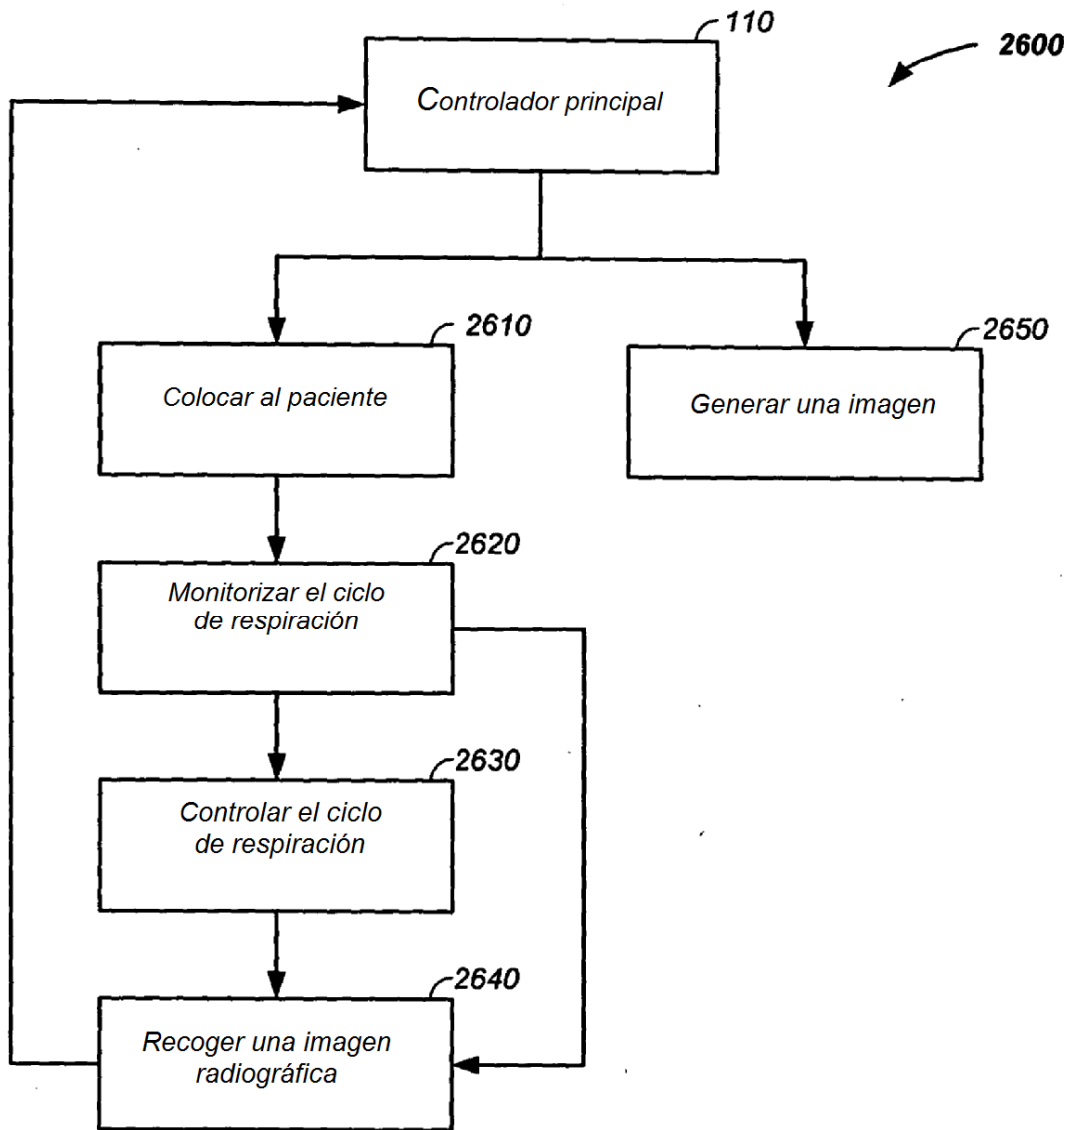 110
2600
Controlador principal
2610
Colocar al paciente
2650
Generar una imagen
2620
Monitorizar el ciclo
de respiración
2630
Controlar el ciclo
de respiración
2640
Recoger una imagen
radiográfica